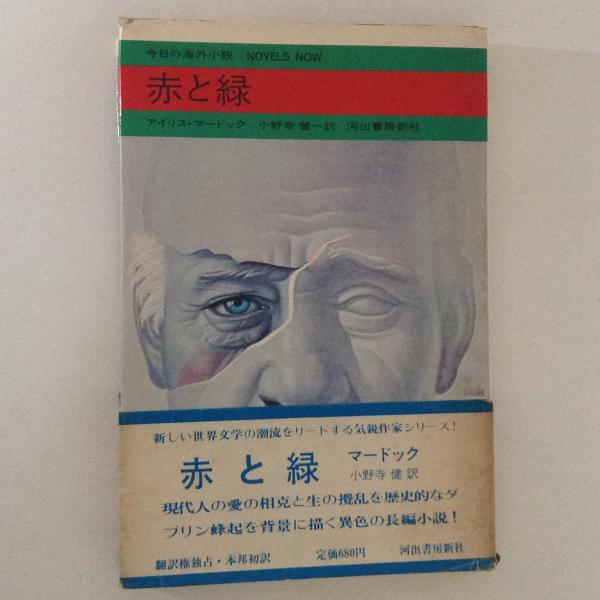 今日の海外小説 NOVELS NOW
赤と緑
アイリス・マードック 小野寺健一訳 河出書房新社
新しい世界文学の潮流をリードする気鋭作家シリーズ!
赤と緑 マードック
小野寺 健 訳
現代人の愛の相克と生の攪乱を歴史的なダ
ブリン蜂起を背景に描く異色の長編小説!
翻訳権独占・本邦初訳 定価680円 河出書房新社